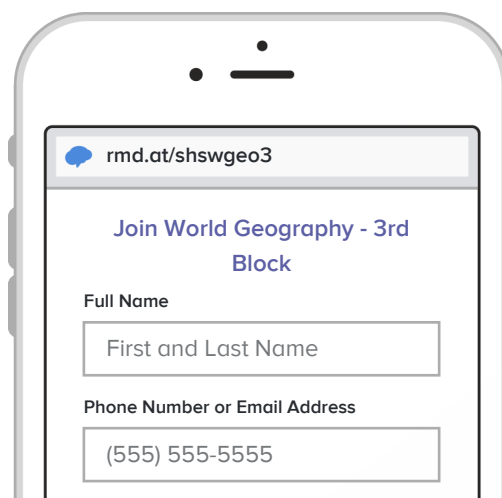 rmd.at/shswgeo3
Join World Geography - 3rd
Block
Full Name
First and Last Name
Phone Number or Email Address
(555) 555-5555